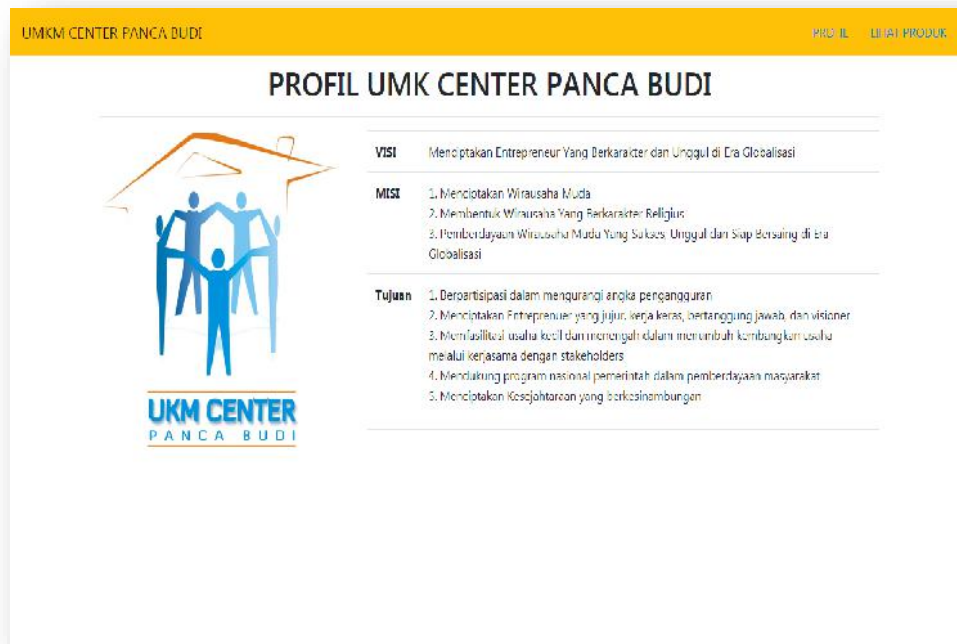 UMKM CENTER PANCA BUDI
PROFIL LIHAT PRODUK
PROFIL UMK CENTER PANCA BUDI
VISI Menciptakan Entrepreneur Yang Berkarakter dan Unggul di Era Globalisasi
MISI 1. Menciptakan Wirausaha Muda
2. Membentuk Wirausaha Yang Berkarakter Religius
3. Pemberdayaan Wirausaha Muda Yang Sukses, Unggul dan Siap Bersaing di Era
Globalisasi
Tujuan 1. Berpartisipasi dalam mengurangi angka pengangguran
2. Menciptakan Entreprenuer yang jujur, kerja keras, bertanggung jawab, dan visioner
3. Memfasilitasi usaha kecil dan menengah dalam menumbuh kembangkan usaha
melalui kerjasama dengan stakeholders
4. Mendukung program nasional pemerintah dalam pemberdayaan masyarakat
5. Menciptakan Kesejahtaraan yang berkesinambungan
UKM CENTER
PANCA BUDI